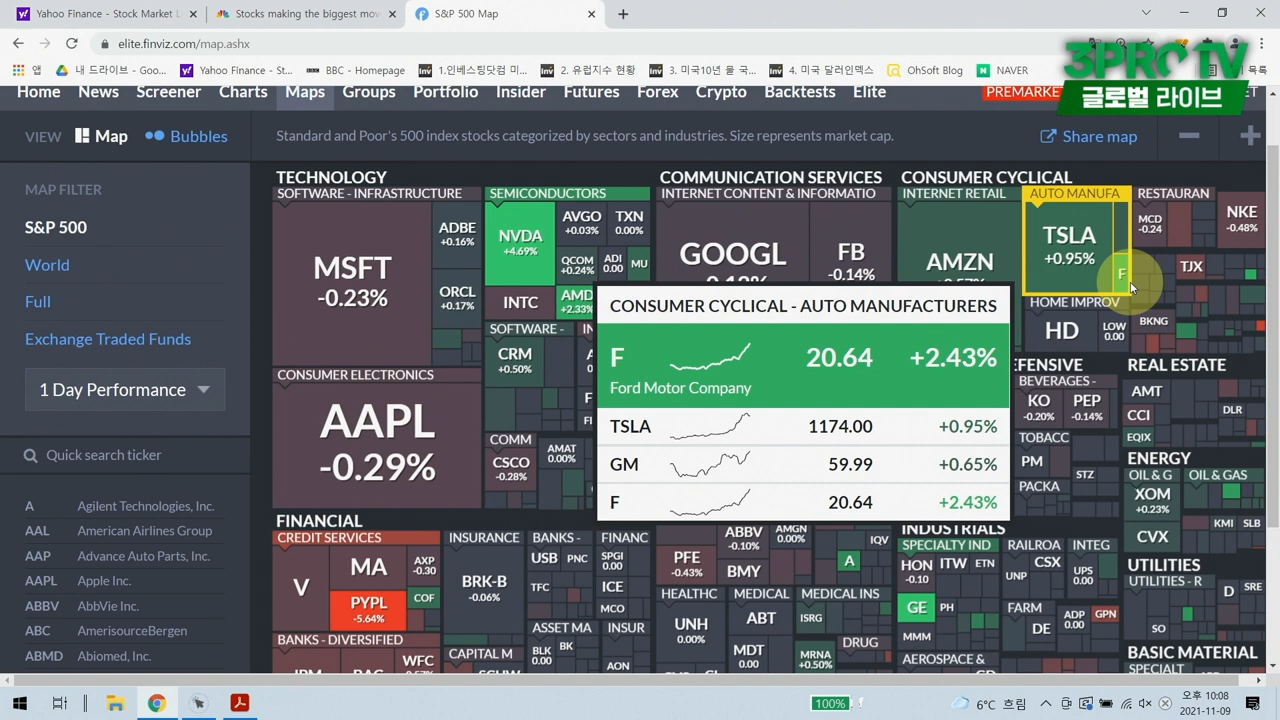 Yahoo Finance - Stock Market L
Stocks making the biggest mov
S&P 500 Map
elite.finviz.com/map.ashx
앱
내 드라이브 - Goo...
Yahoo Finance - St...
BBC - Homepage
1.인베스팅닷컴 미...
2. 유럽지수 현황
3. 미국10년 물 국...
4. 미국 달러인덱스
OhSoft Blog
NAVER
목록
3PRO TV
글로벌 라이브
Home News Screener Charts Maps Groups Portfolio Insider Futures Forex Crypto Backtests Elite
PREMARKET
VIEW Map Bubbles
Standard and Poor's 500 index stocks categorized by sectors and industries. Size represents market cap.
Share map
MAP FILTER
S&P 500
World
Full
Exchange Traded Funds
1 Day Performance
Quick search ticker
A Agilent Technologies, Inc.
AAL American Airlines Group
AAP Advance Auto Parts, Inc.
AAPL Apple Inc.
ABBV AbbVie Inc.
ABC AmerisourceBergen
ABMD Abiomed, Inc.
TECHNOLOGY
SOFTWARE - INFRASTRUCTURE
MSFT
-0.23%
ADBE
+0.16%
ORCL
+0.17%
SEMICONDUCTORS
NVDA
+4.69%
AVGO
+0.03%
TXN
0.00%
QCOM
+0.24%
ADI
0.00
MU
INTC
AMD
+2.33%
SOFTWARE -
CRM
+0.50%
CONSUMER ELECTRONICS
AAPL
-0.29%
COMM
CSCO
-0.28%
AMAT
0.00%
COMMUNICATION SERVICES
INTERNET CONTENT & INFORMATIO
GOOGL
FB
-0.14%
CONSUMER CYCLICAL
INTERNET RETAIL
AMZN
AUTO MANUFA
TSLA
+0.95%
F
RESTAURAN
MCD
-0.24
NKE
-0.48%
TJX
HOME IMPROV
HD
LOW
0.00
BKNG
CONSUMER CYCLICAL - AUTO MANUFACTURERS
F 20.64 +2.43%
Ford Motor Company
TSLA 1174.00 +0.95%
GM 59.99 +0.65%
F 20.64 +2.43%
EFENSIVE
BEVERAGES -
KO
-0.20%
PEP
-0.14%
TOBACC
PM
STZ
PACKA
REAL ESTATE
AMT
CCI
DLR
EQIX
ENERGY
OIL & G
OIL & GAS
XOM
+0.23%
CVX
KMI
SLB
FINANCIAL
CREDIT SERVICES
V
MA
AXP
-0.30
PYPL
-5.64%
COF
BANKS - DIVERSIFIED
WFC
INSURANCE
BRK-B
-0.06%
CAPITAL M
BANKS -
USB
PNC
TFC
ASSET MA
BLK
0.00
BK
FINANC
SPGI
0.00
ICE
MCO
INSUR
AON
ABBV
-0.10%
AMGN
0.00%
PFE
-0.43%
BMY
A
IQV
HEALTHC
UNH
0.00%
MEDICAL
ABT
MDT
0.00
MEDICAL INS
ISRG
DRUG
MRNA
+0.50%
INDUSTRIALS
SPECIALTY IND
HON
-0.10
ITW
ETN
GE
PH
MMM
AEROSPACE &
RAILROA
UNP
CSX
INTEG
UPS
0.00
FARM
DE
ADP
0.00
GPN
UTILITIES
UTILITIES - R
D
SRE
SO
BASIC MATERIAL
SPECIALT
100%
6°C 흐림
오후 10:08
2021-11-09